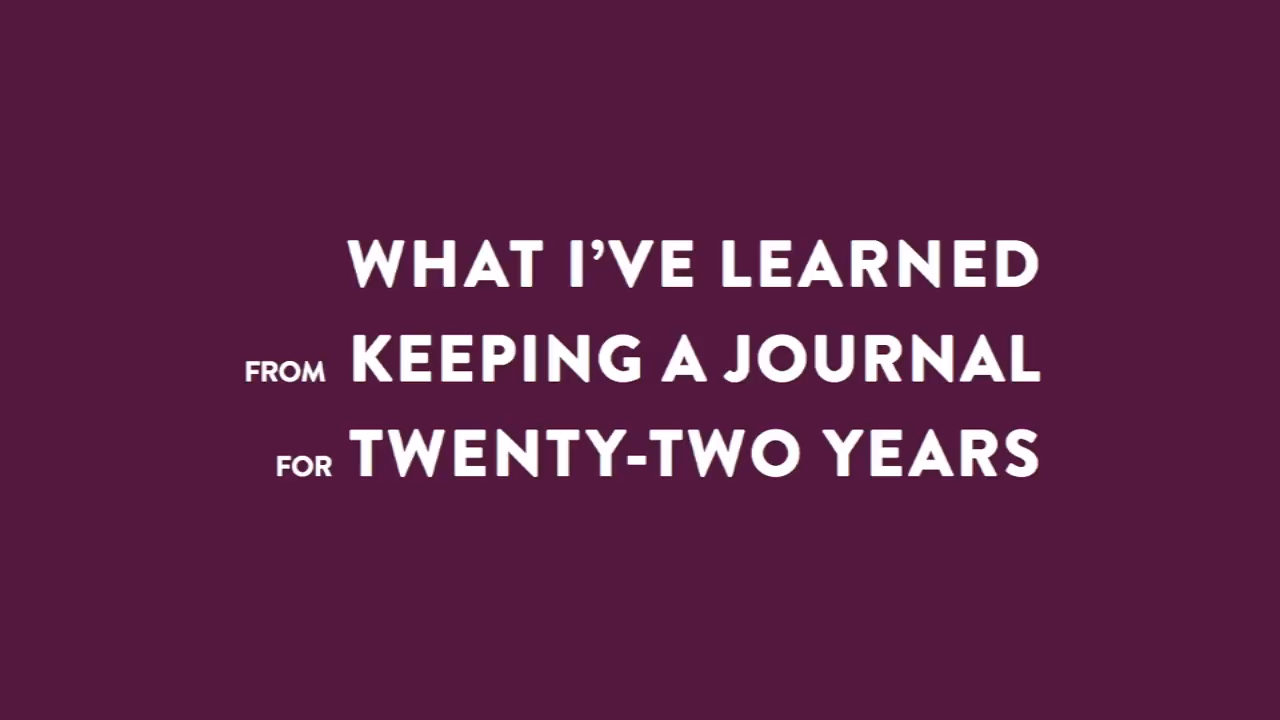 WHAT I’VE LEARNED
FROM KEEPING A JOURNAL
FOR TWENTY-TWO YEARS